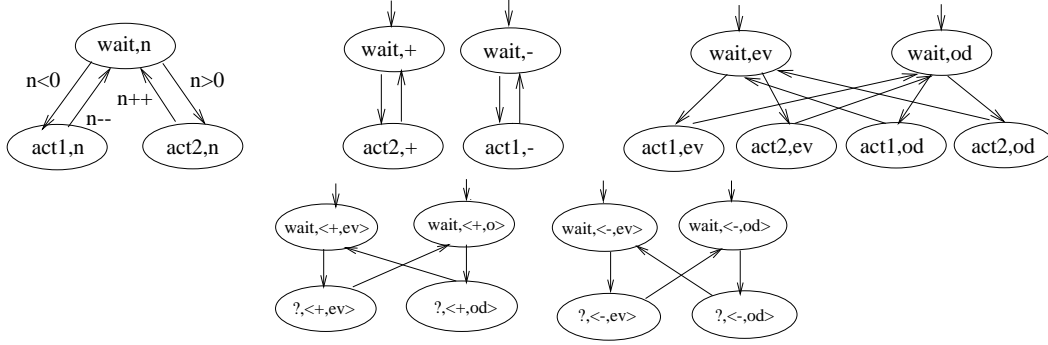 wait,n
n<0
n>0
n++
n--
act1,n
act2,n
wait,+
wait,-
act2,+
act1,-
wait,ev
wait,od
act1,ev
act2,ev
act1,od
act2,od
wait,<+,ev>
wait,<+,o>
wait,<-,ev>
wait,<-,od>
?,<+,ev>
?,<+,od>
?,<-,ev>
?,<-,od>